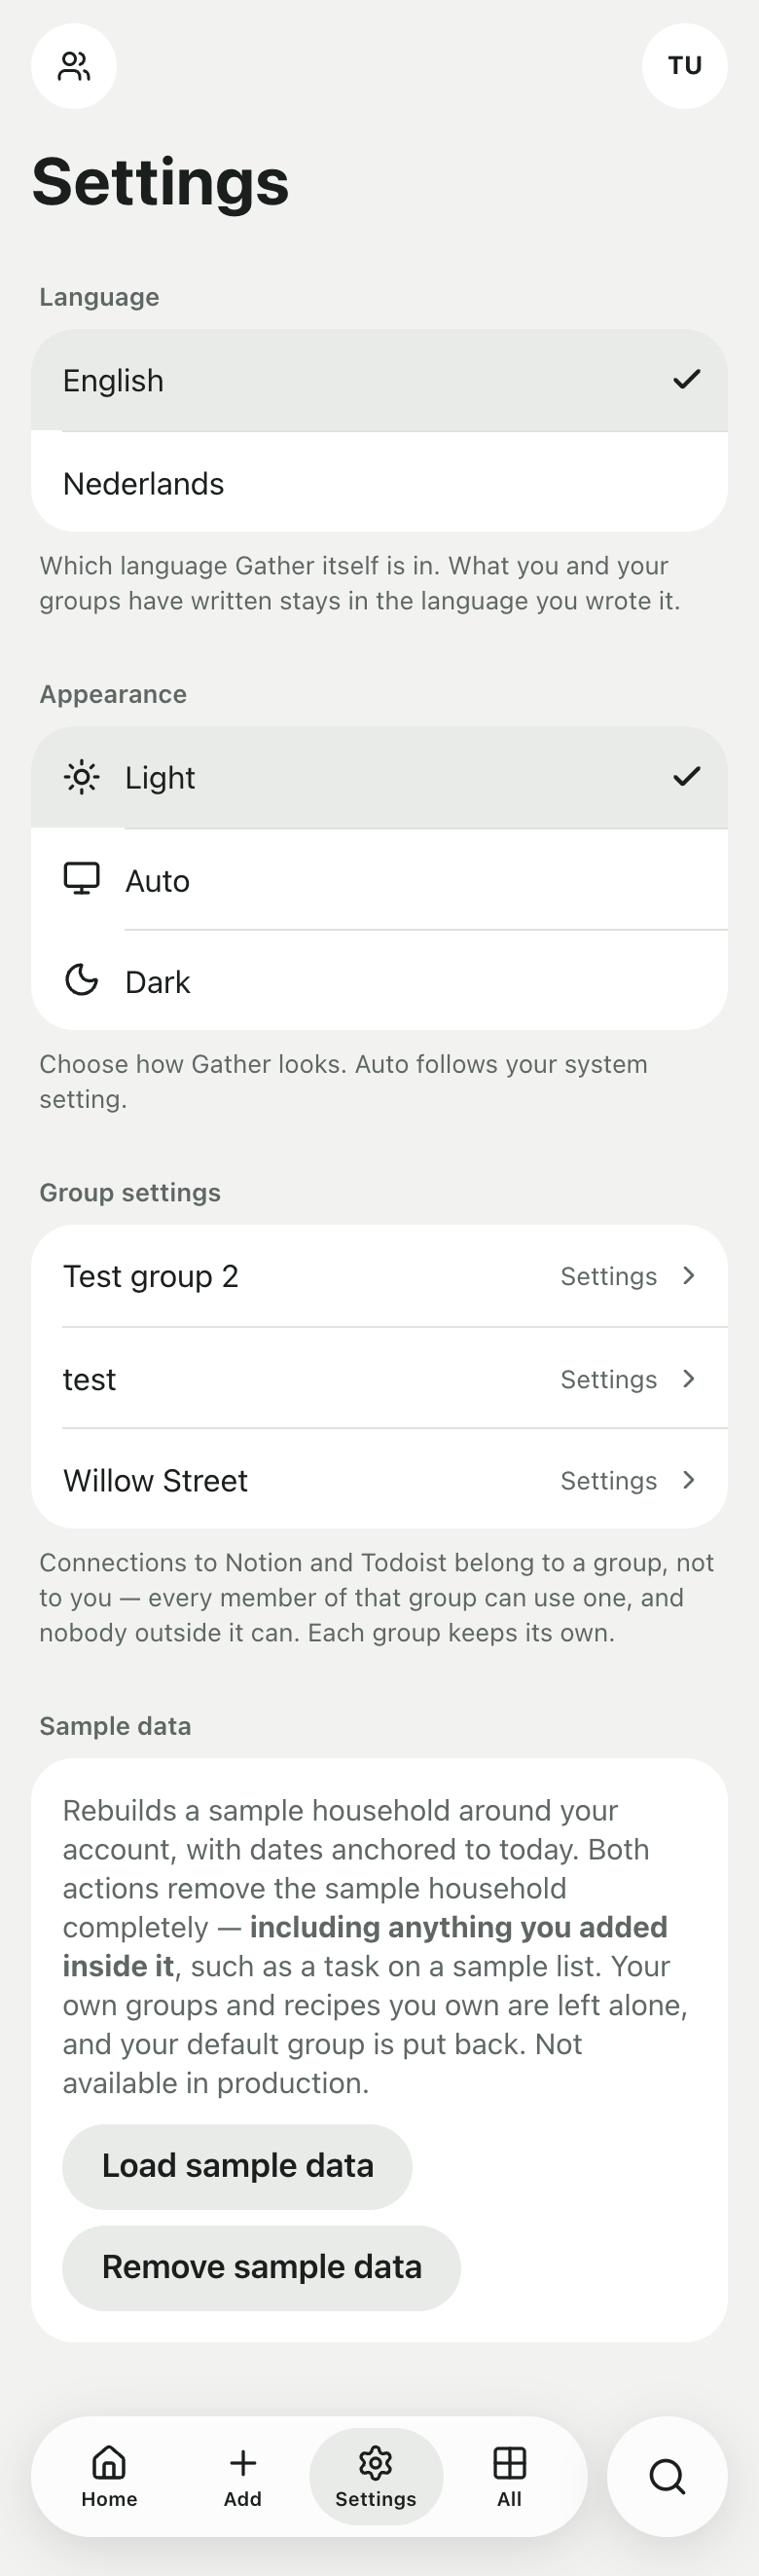 TU
Settings
Language
English
Nederlands
Which language Gather itself is in. What you and your
groups have written stays in the language you wrote it.
Appearance
Light
Auto
Dark
Choose how Gather looks. Auto follows your system
setting.
Group settings
Test group 2 Settings
test Settings
Willow Street Settings
Connections to Notion and Todoist belong to a group, not
to you — every member of that group can use one, and
nobody outside it can. Each group keeps its own.
Sample data
Rebuilds a sample household around your
account, with dates anchored to today. Both
actions remove the sample household
completely — including anything you added
inside it, such as a task on a sample list. Your
own groups and recipes you own are left alone,
and your default group is put back. Not
available in production.
Load sample data
Remove sample data
Home Add Settings All